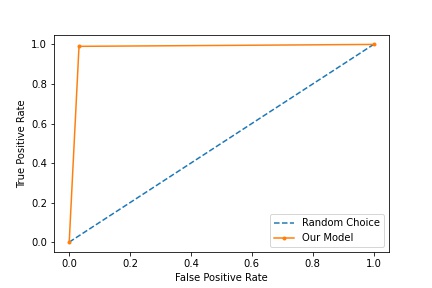 1.0
0.8
0.6
0.4
0.2
0.0
True Positive Rate
Random Choice
Our Model
0.0 0.2 0.4 0.6 0.8 1.0
False Positive Rate